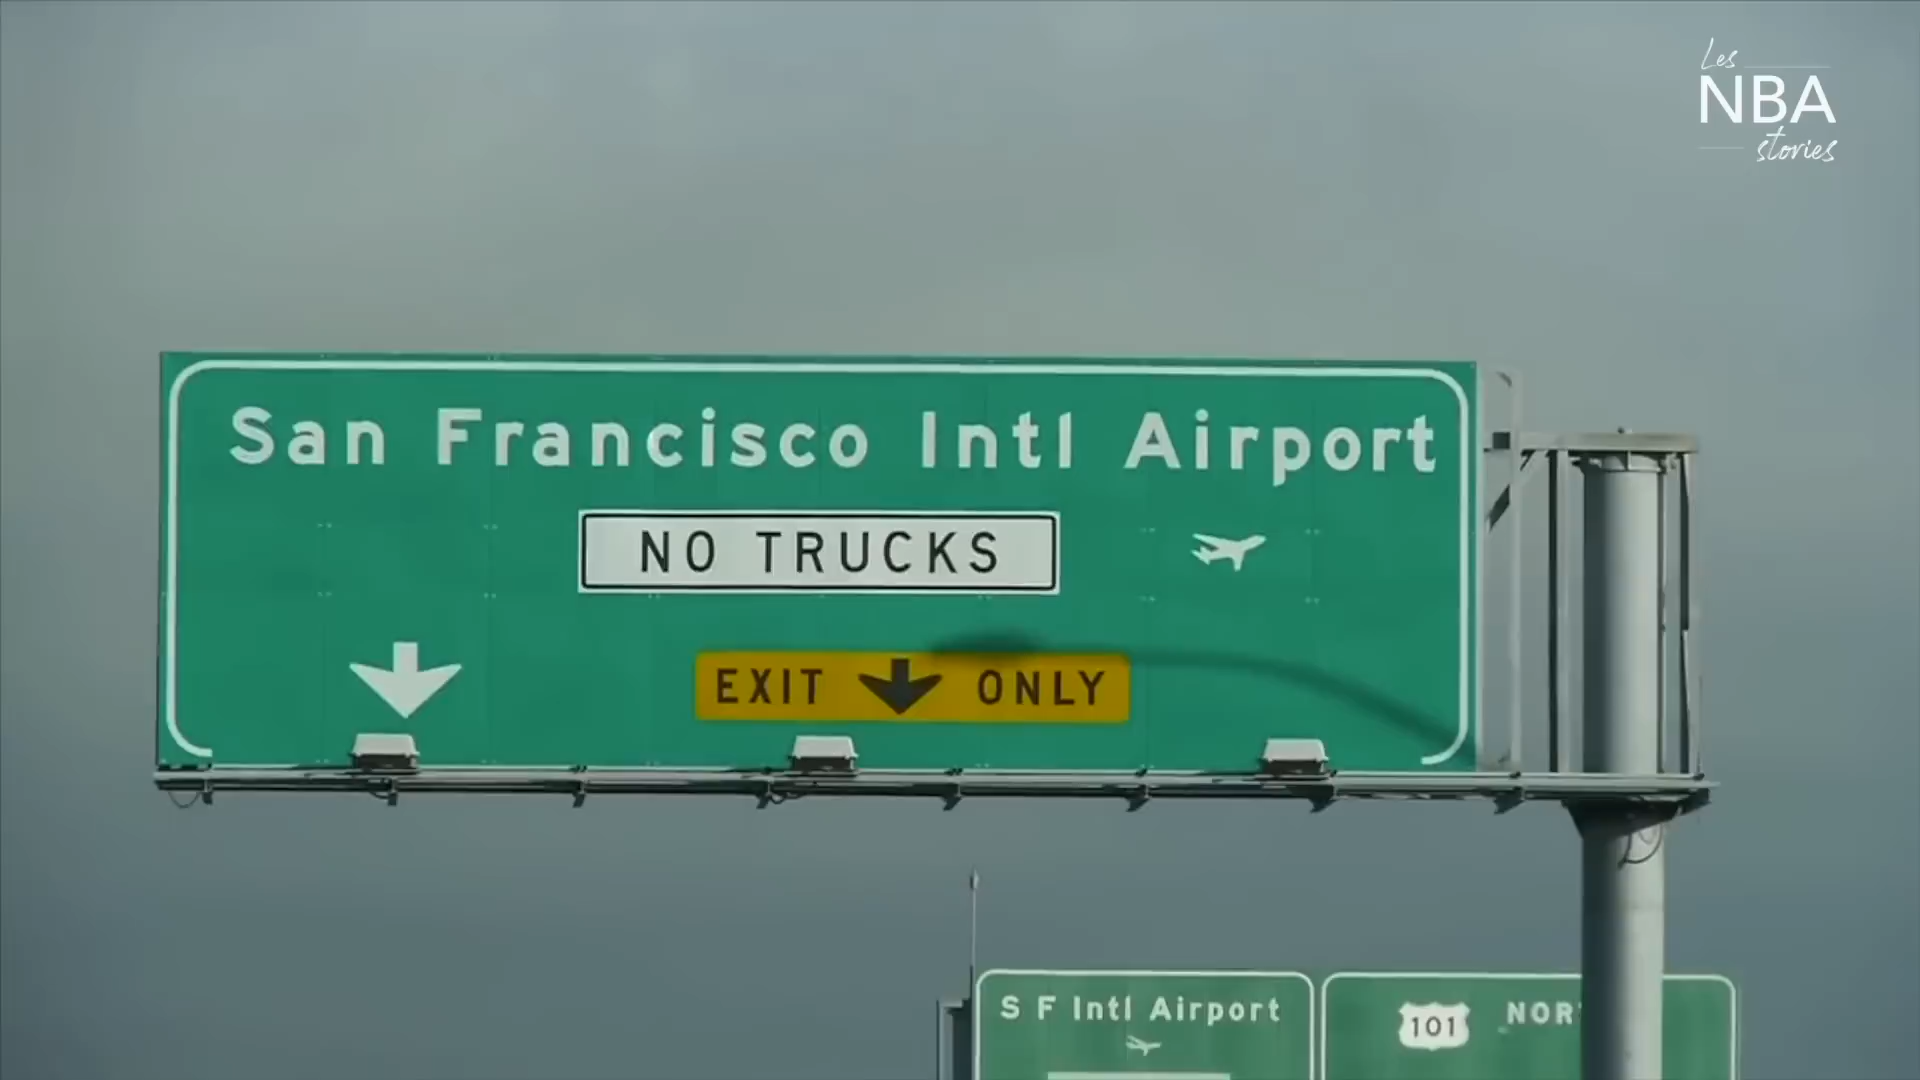 Les
NBA
stories
San Francisco Intl Airport
NO TRUCKS
EXIT ONLY
S F Intl Airport
101